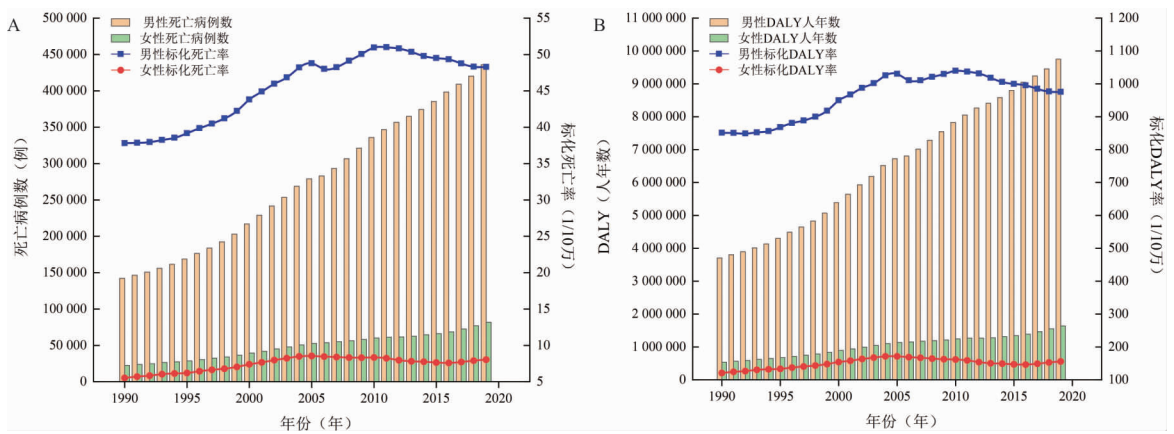 A
男性死亡病例数
女性死亡病例数
男性标化死亡率
女性标化死亡率
死亡病例数（例）
500 000
450 000
400 000
350 000
300 000
250 000
200 000
150 000
100 000
50 000
0
55
50
45
40
35
30
25
20
15
10
5
标化死亡率（1/10万）
1990
1995
2000
2005
2010
2015
2020
年份（年）
B
男性DALY人年数
女性DALY人年数
男性标化DALY率
女性标化DALY率
DALY（人年数）
11 000 000
10 000 000
9 000 000
8 000 000
7 000 000
6 000 000
5 000 000
4 000 000
3 000 000
2 000 000
1 000 000
0
1 200
1 100
1 000
900
800
700
600
500
400
300
200
100
标化DALY率（1/10万）
1990
1995
2000
2005
2010
2015
2020
年份（年）